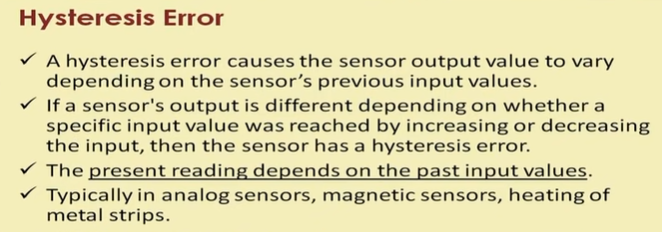 Hysteresis Error
✓ A hysteresis error causes the sensor output value to vary
depending on the sensor’s previous input values.
✓ If a sensor's output is different depending on whether a
specific input value was reached by increasing or decreasing
the input, then the sensor has a hysteresis error.
✓ The present reading depends on the past input values.
✓ Typically in analog sensors, magnetic sensors, heating of
metal strips.